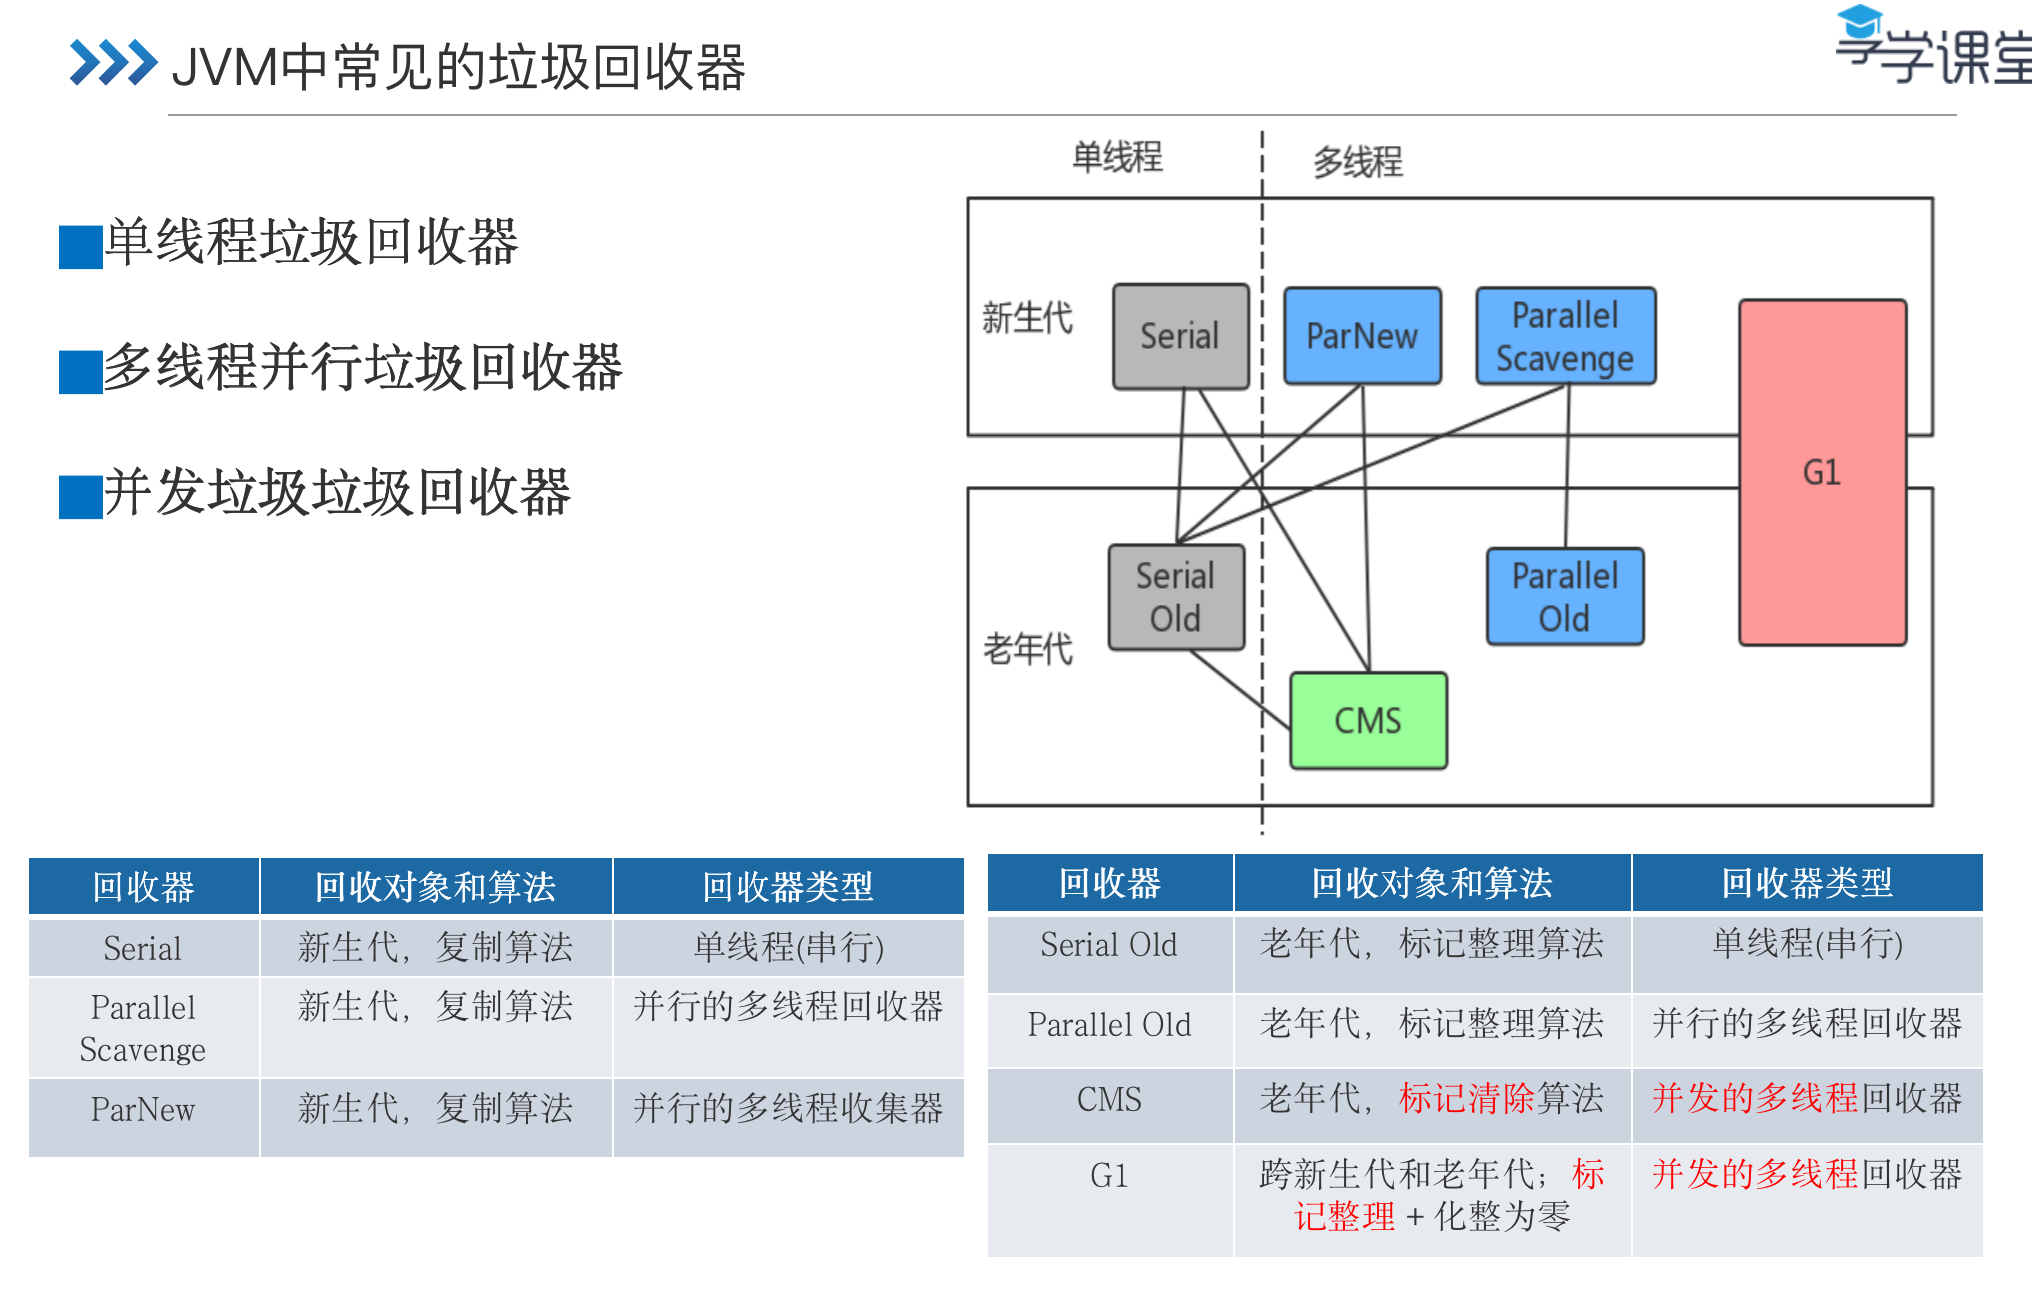 JVM中常见的垃圾回收器
享学课堂
单线程垃圾回收器
多线程并行垃圾回收器
并发垃圾垃圾回收器
单线程
多线程
新生代
Serial
ParNew
Parallel
Scavenge
G1
老年代
Serial
Old
Parallel
Old
CMS
回收器 回收对象和算法 回收器类型
Serial 新生代，复制算法 单线程(串行)
Parallel
Scavenge 新生代，复制算法 并行的多线程回收器
ParNew 新生代，复制算法 并行的多线程收集器
回收器 回收对象和算法 回收器类型
Serial Old 老年代，标记整理算法 单线程(串行)
Parallel Old 老年代，标记整理算法 并行的多线程回收器
CMS 老年代，标记清除算法 并发的多线程回收器
G1 跨新生代和老年代；标 并发的多线程回收器
记整理 + 化整为零